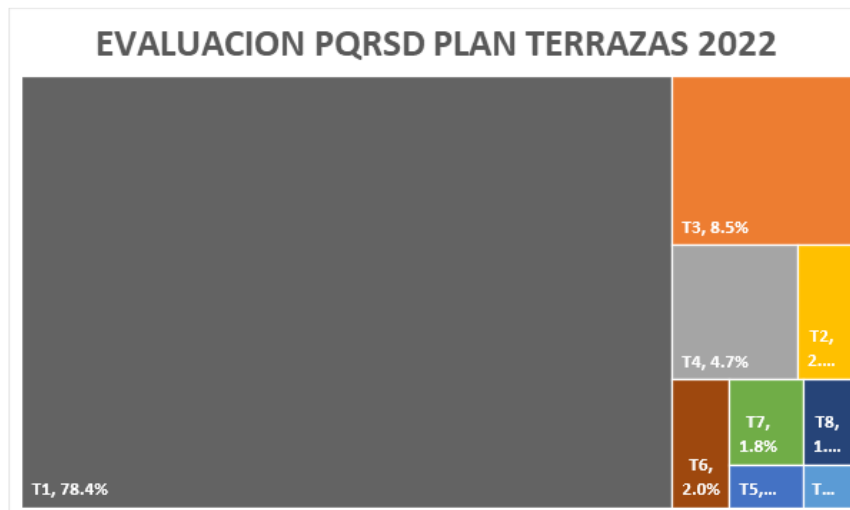 EVALUACION PQRSD PLAN TERRAZAS 2022
T1, 78.4%
T3, 8.5%
T4, 4.7%
T2,
2....
T6,
2.0%
T7,
1.8%
T8,
1....
T5,...
T...